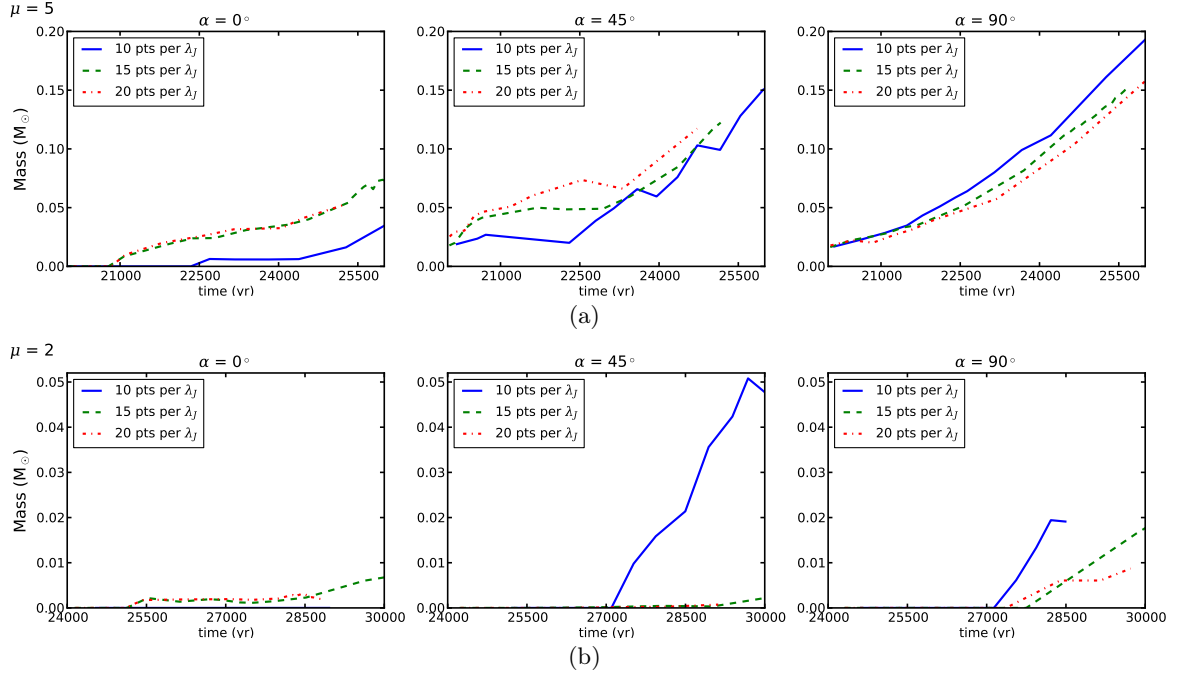 μ = 5
α = 0°
α = 45°
α = 90°
Mass (M☉)
0.20
0.15
0.10
0.05
0.00
10 pts per λJ
15 pts per λJ
20 pts per λJ
21000 22500 24000 25500
time (yr)
0.20
0.15
0.10
0.05
0.00
10 pts per λJ
15 pts per λJ
20 pts per λJ
21000 22500 24000 25500
time (yr)
0.20
0.15
0.10
0.05
0.00
10 pts per λJ
15 pts per λJ
20 pts per λJ
21000 22500 24000 25500
time (yr)
(a)
μ = 2
α = 0°
α = 45°
α = 90°
Mass (M☉)
0.05
0.04
0.03
0.02
0.01
0.00
10 pts per λJ
15 pts per λJ
20 pts per λJ
24000 25500 27000 28500 30000
time (yr)
0.05
0.04
0.03
0.02
0.01
0.00
10 pts per λJ
15 pts per λJ
20 pts per λJ
24000 25500 27000 28500 30000
time (yr)
0.05
0.04
0.03
0.02
0.01
0.00
10 pts per λJ
15 pts per λJ
20 pts per λJ
24000 25500 27000 28500 30000
time (yr)
(b)